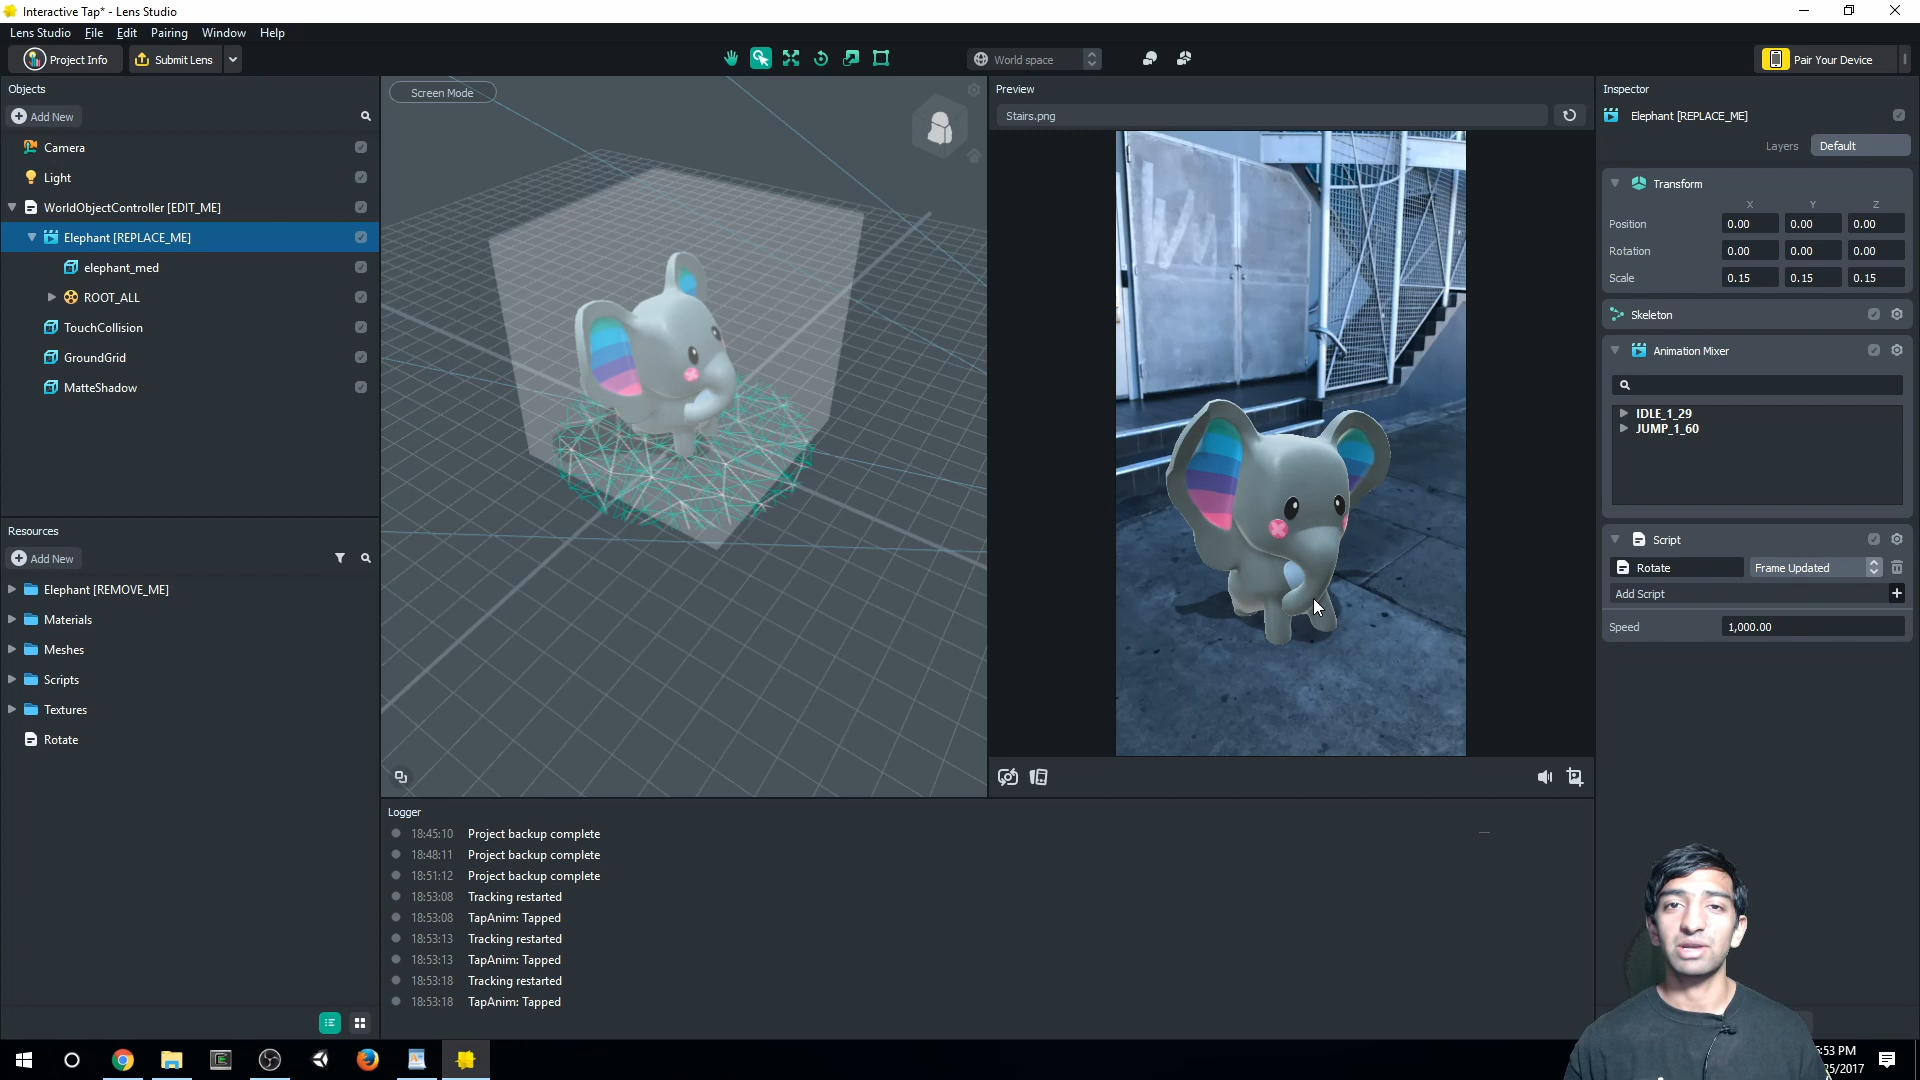 Interactive Tap* - Lens Studio
Lens Studio File Edit Pairing Window Help
Project Info Submit Lens World space Pair Your Device
Objects
Add New
Camera
Light
WorldObjectController [EDIT_ME]
Elephant [REPLACE_ME]
elephant_med
ROOT_ALL
TouchCollision
GroundGrid
MatteShadow
Resources
Add New
Elephant [REMOVE_ME]
Materials
Meshes
Scripts
Textures
Rotate
Screen Mode
Preview
Stairs.png
Logger
18:45:10 Project backup complete
18:48:11 Project backup complete
18:51:12 Project backup complete
18:53:08 Tracking restarted
18:53:08 TapAnim: Tapped
18:53:13 Tracking restarted
18:53:13 TapAnim: Tapped
18:53:18 Tracking restarted
18:53:18 TapAnim: Tapped
Inspector
Elephant [REPLACE_ME]
Layers Default
Transform
X Y Z
Position 0.00 0.00 0.00
Rotation 0.00 0.00 0.00
Scale 0.15 0.15 0.15
Skeleton
Animation Mixer
IDLE_1_29
JUMP_1_60
Script
Rotate Frame Updated
Add Script
Speed 1,000.00
:53 PM
/2017